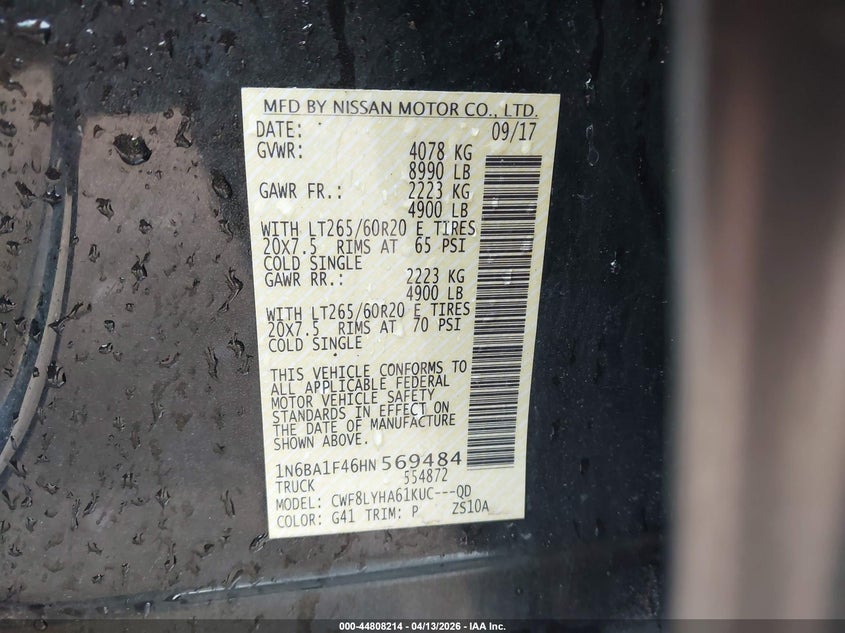 MFD BY NISSAN MOTOR CO., LTD.
DATE: 09/17
GVWR: 4078 KG
8990 LB
GAWR FR.: 2223 KG
4900 LB
WITH LT265/60R20 E TIRES
20X7.5 RIMS AT 65 PSI
COLD SINGLE
GAWR RR.: 2223 KG
4900 LB
WITH LT265/60R20 E TIRES
20X7.5 RIMS AT 70 PSI
COLD SINGLE
THIS VEHICLE CONFORMS TO
ALL APPLICABLE FEDERAL
MOTOR VEHICLE SAFETY
STANDARDS IN EFFECT ON
THE DATE OF MANUFACTURE
SHOWN ABOVE.
1N6BA1F46HN569484
TRUCK 554872
MODEL: CWF8LYHA61KUC---QD
COLOR: G41 TRIM: P ZS10A
000-44808214 - 04/13/2026 - IAA Inc.